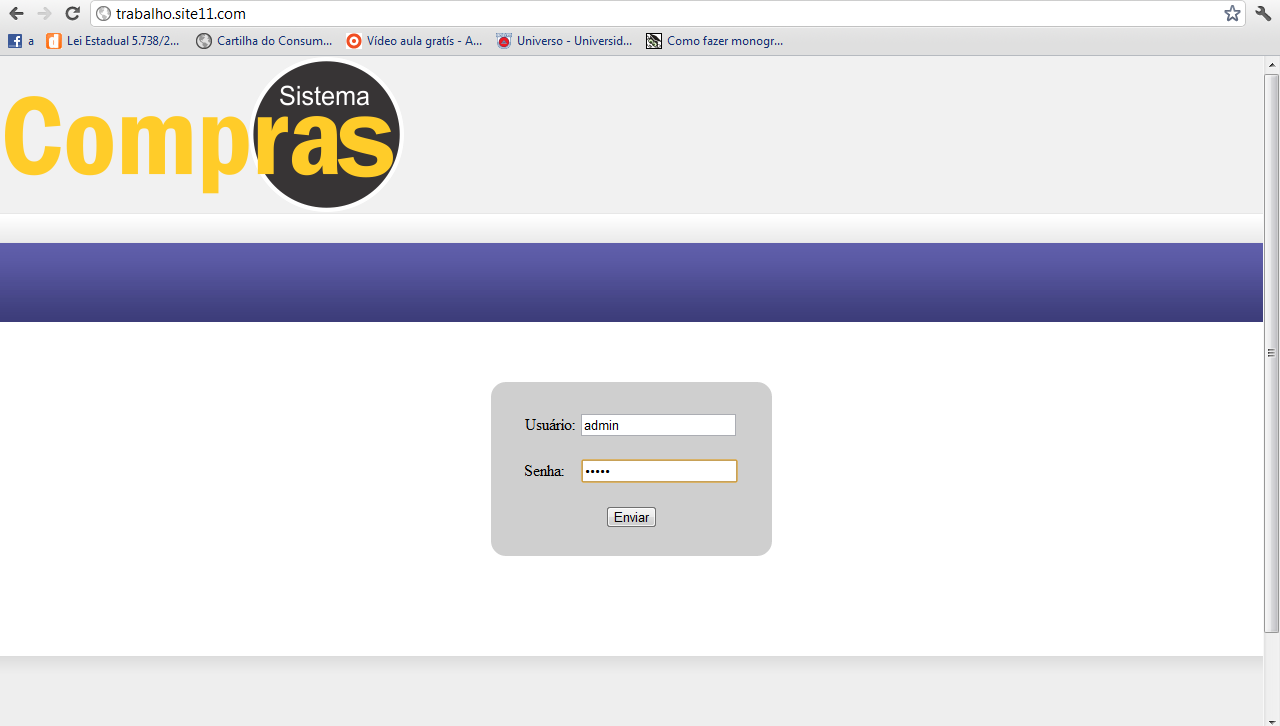 trabalho.site11.com
a Lei Estadual 5.738/2... Cartilha do Consum... Vídeo aula gratís - A... Universo - Universid... Como fazer monogr...
Sistema
Compras
Usuário: admin
Senha: •••••
Enviar